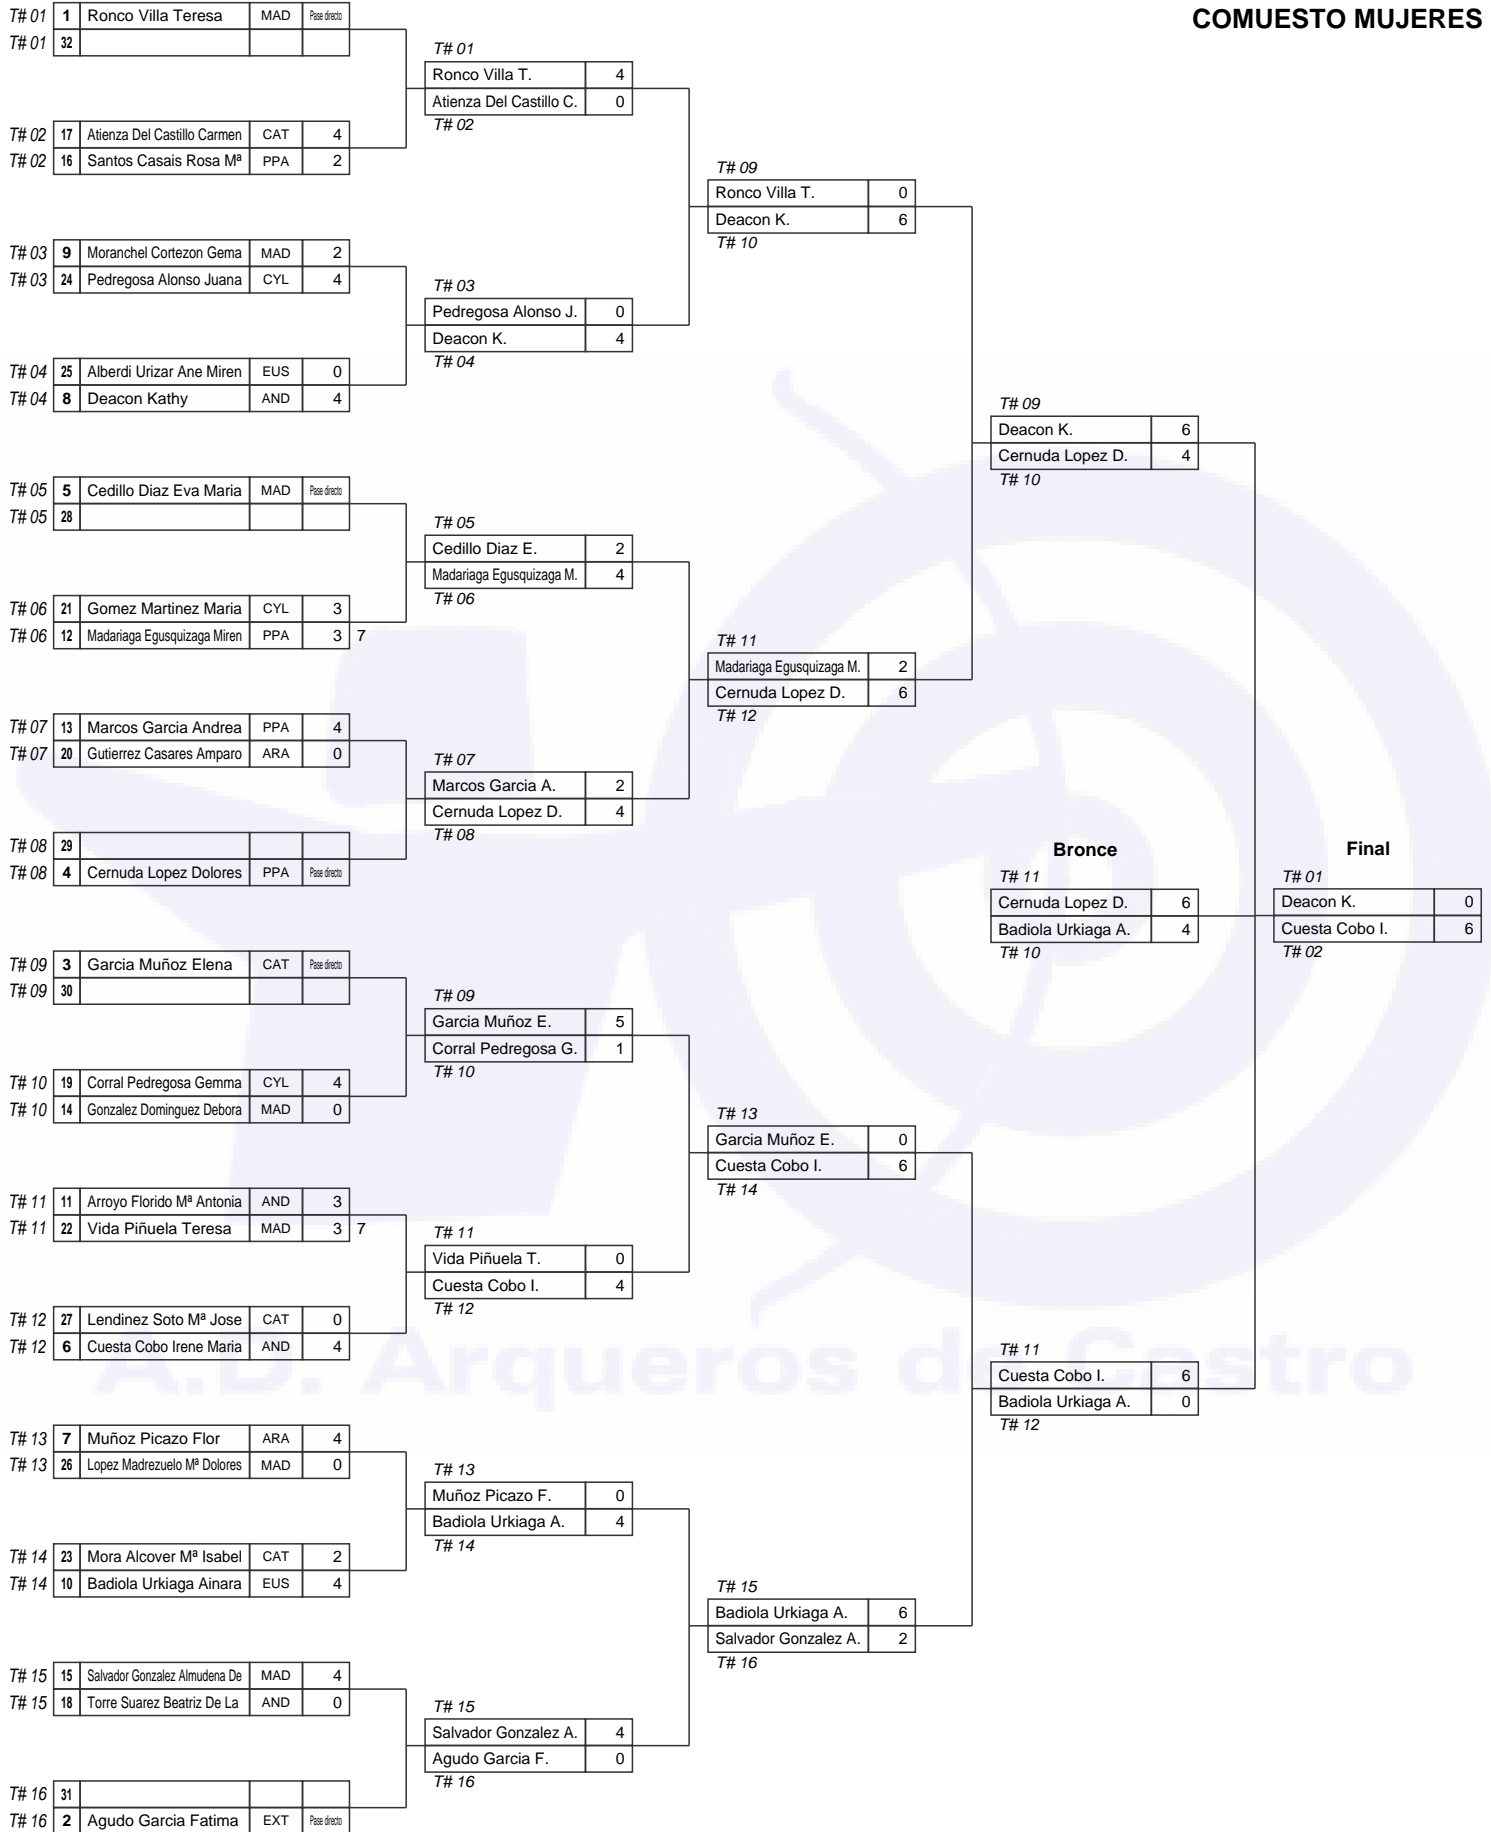 COMUESTO MUJERES
T# 01 1 Ronco Villa Teresa MAD Pase directo
T# 01 32
T# 02 17 Atienza Del Castillo Carmen CAT 4
T# 02 16 Santos Casais Rosa Mª PPA 2
T# 03 9 Moranchel Cortezon Gema MAD 2
T# 03 24 Pedregosa Alonso Juana CYL 4
T# 04 25 Alberdi Urizar Ane Miren EUS 0
T# 04 8 Deacon Kathy AND 4
T# 05 5 Cedillo Diaz Eva Maria MAD Pase directo
T# 05 28
T# 06 21 Gomez Martinez Maria CYL 3
T# 06 12 Madariaga Egusquizaga Miren PPA 3 7
T# 07 13 Marcos Garcia Andrea PPA 4
T# 07 20 Gutierrez Casares Amparo ARA 0
T# 08 29
T# 08 4 Cernuda Lopez Dolores PPA Pase directo
T# 09 3 Garcia Muñoz Elena CAT Pase directo
T# 09 30
T# 10 19 Corral Pedregosa Gemma CYL 4
T# 10 14 Gonzalez Dominguez Debora MAD 0
T# 11 11 Arroyo Florido Mª Antonia AND 3
T# 11 22 Vida Piñuela Teresa MAD 3 7
T# 12 27 Lendinez Soto Mª Jose CAT 0
T# 12 6 Cuesta Cobo Irene Maria AND 4
T# 13 7 Muñoz Picazo Flor ARA 4
T# 13 26 Lopez Madrezuelo Mª Dolores MAD 0
T# 14 23 Mora Alcover Mª Isabel CAT 2
T# 14 10 Badiola Urkiaga Ainara EUS 4
T# 15 15 Salvador Gonzalez Almudena De MAD 4
T# 15 18 Torre Suarez Beatriz De La AND 0
T# 16 31
T# 16 2 Agudo Garcia Fatima EXT Pase directo
T# 01
Ronco Villa T. 4
Atienza Del Castillo C. 0
T# 02
T# 03
Pedregosa Alonso J. 0
Deacon K. 4
T# 04
T# 05
Cedillo Diaz E. 2
Madariaga Egusquizaga M. 4
T# 06
T# 07
Marcos Garcia A. 2
Cernuda Lopez D. 4
T# 08
T# 09
Garcia Muñoz E. 5
Corral Pedregosa G. 1
T# 10
T# 11
Vida Piñuela T. 0
Cuesta Cobo I. 4
T# 12
T# 13
Muñoz Picazo F. 0
Badiola Urkiaga A. 4
T# 14
T# 15
Salvador Gonzalez A. 4
Agudo Garcia F. 0
T# 16
T# 09
Ronco Villa T. 0
Deacon K. 6
T# 10
T# 11
Madariaga Egusquizaga M. 2
Cernuda Lopez D. 6
T# 12
T# 13
Garcia Muñoz E. 0
Cuesta Cobo I. 6
T# 14
T# 15
Badiola Urkiaga A. 6
Salvador Gonzalez A. 2
T# 16
T# 09
Deacon K. 6
Cernuda Lopez D. 4
T# 10
T# 11
Cuesta Cobo I. 6
Badiola Urkiaga A. 0
T# 12
Bronce
T# 11
Cernuda Lopez D. 6
Badiola Urkiaga A. 4
T# 10
Final
T# 01
Deacon K. 0
Cuesta Cobo I. 6
T# 02
A.D. Arqueros de Castro